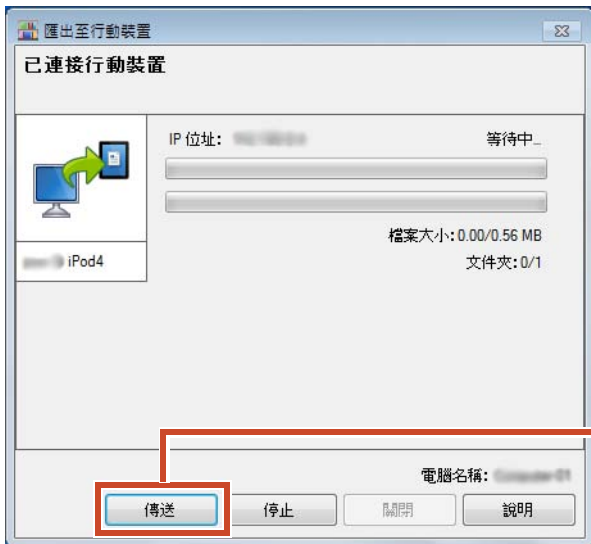 匯出至行動裝置
已連接行動裝置
IP 位址: 等待中...
檔案大小: 0.00/0.56 MB
文件夾: 0/1
iPod4
電腦名稱:
傳送 停止 關閉 說明